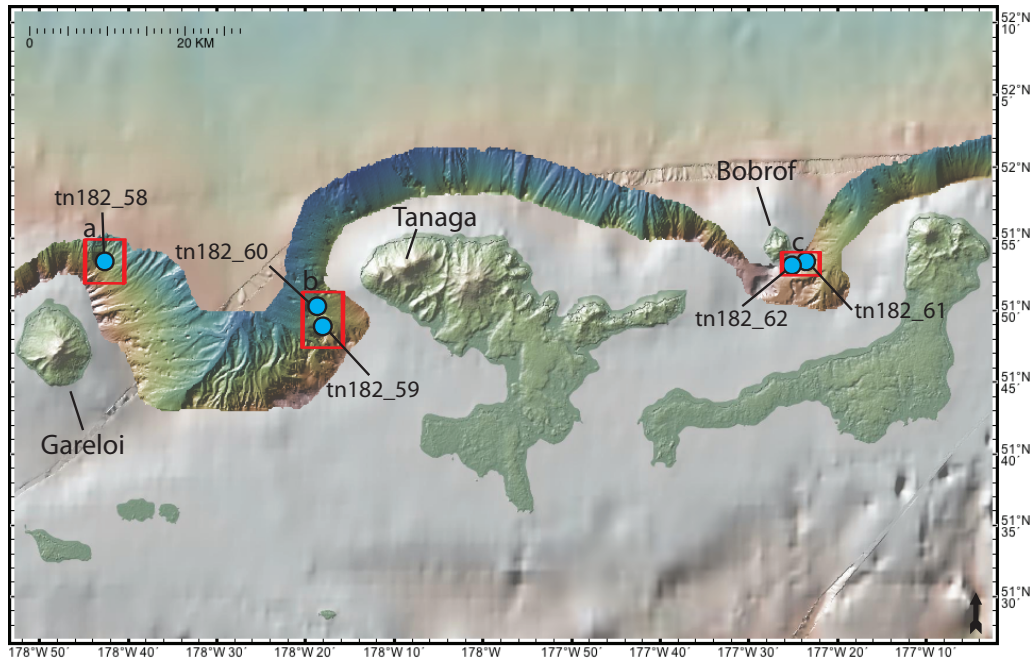 52°N
10´
0 20 KM
52°N
5´
52°N
Bobrof
tn182_58
Tanaga
a
tn182_60
c
51°N
55´
b
tn182_62
tn182_61
51°N
50´
tn182_59
51°N
45´
Gareloi
51°N
40´
51°N
35´
51°N
30´
178°W 50´ 178°W 40´ 178°W 30´ 178°W 20´ 178°W 10´ 178°W 177°W 50´ 177°W 40´ 177°W 30´ 177°W 20´ 177°W 10´